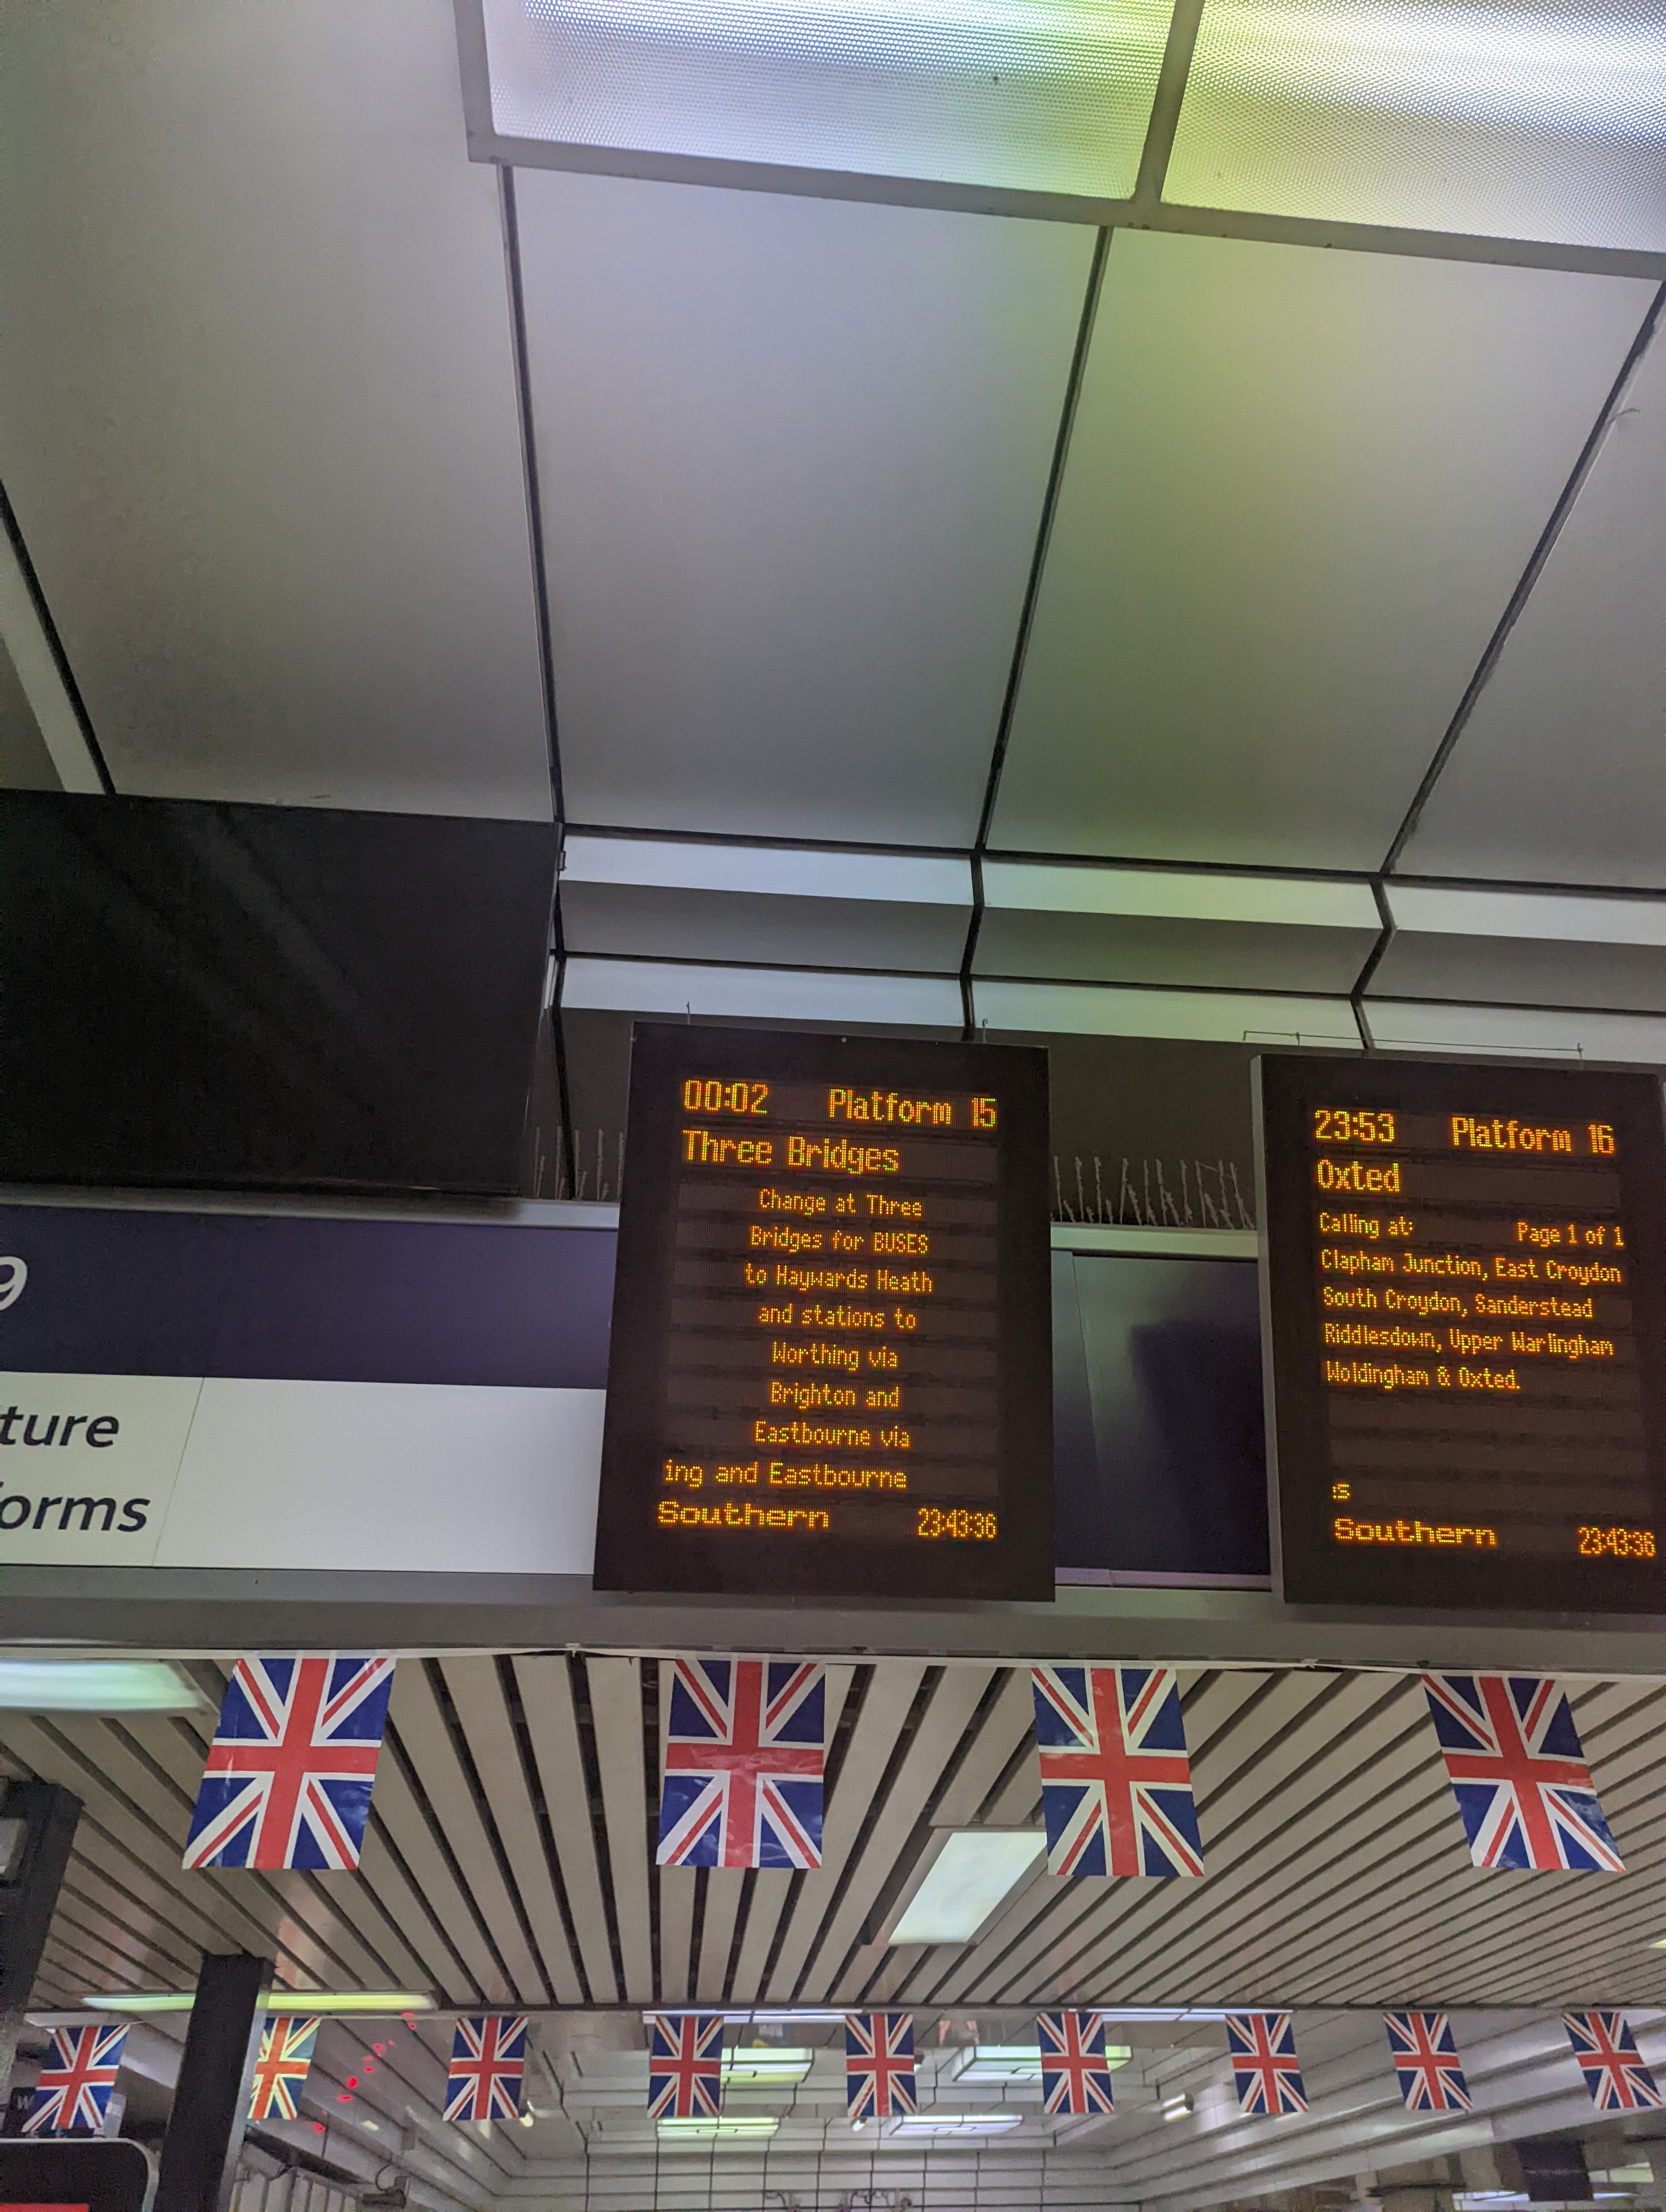 9
ture
forms
00:02 Platform 15
Three Bridges
Change at Three
Bridges for BUSES
to Haywards Heath
and stations to
Worthing via
Brighton and
Eastbourne via
ing and Eastbourne
Southern 23:43:36
23:53 Platform 16
Oxted
Calling at: Page 1 of 1
Clapham Junction, East Croydon
South Croydon, Sanderstead
Riddlesdown, Upper Warlingham
Woldingham & Oxted.
s
Southern 23:43:36